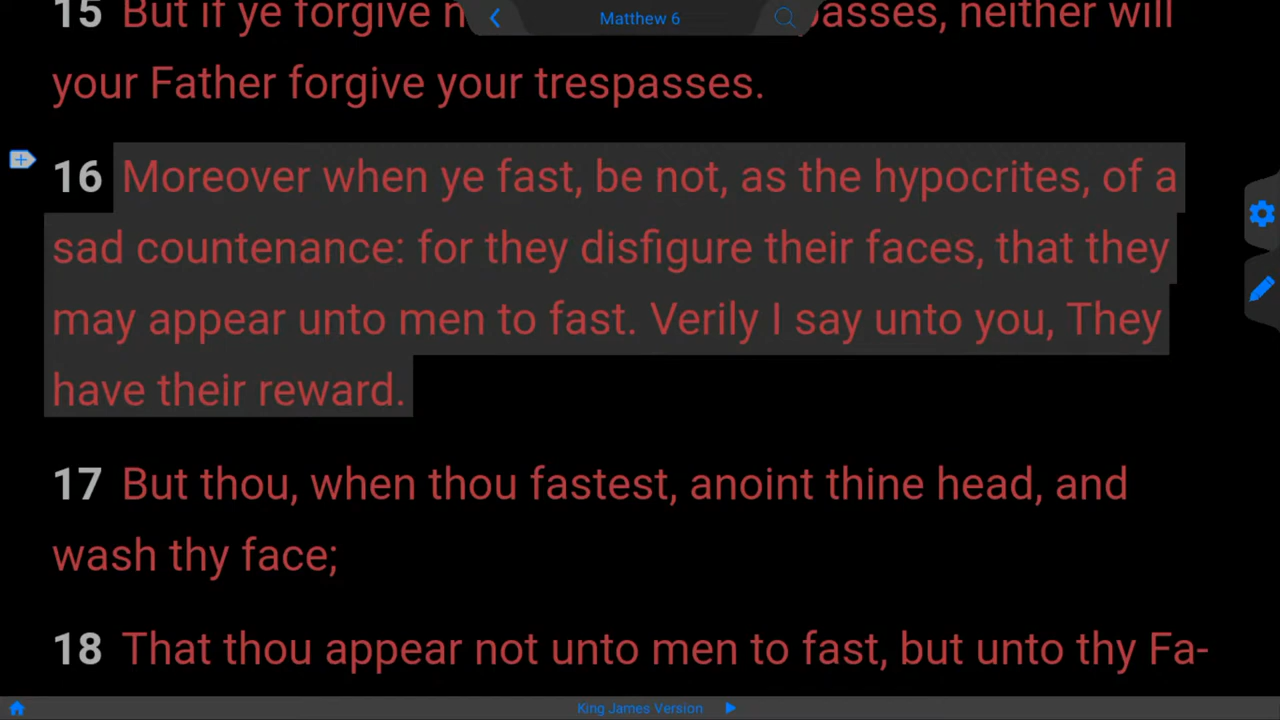 Matthew 6
15 But if ye forgive passes, neither will
your Father forgive your trespasses.
16 Moreover when ye fast, be not, as the hypocrites, of a
sad countenance: for they disfigure their faces, that they
may appear unto men to fast. Verily I say unto you, They
have their reward.
17 But thou, when thou fastest, anoint thine head, and
wash thy face;
18 That thou appear not unto men to fast, but unto thy Fa-
King James Version